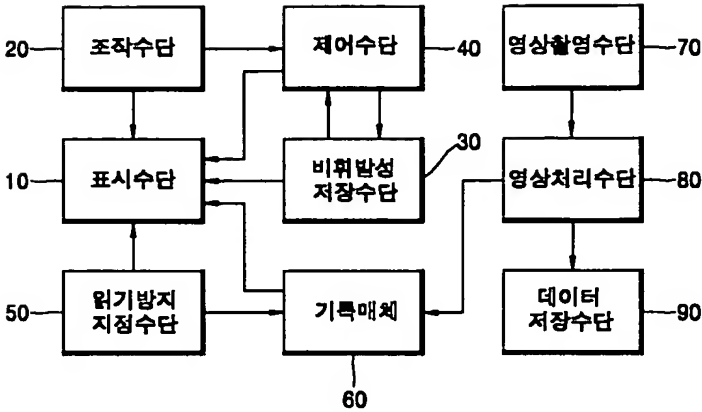 20 조작수단
제어수단 40
영상촬영수단 70
10 표시수단
비휘발성
저장수단 30
영상처리수단 80
50 읽기방지
지정수단
기록매체
60
데이터
저장수단 90